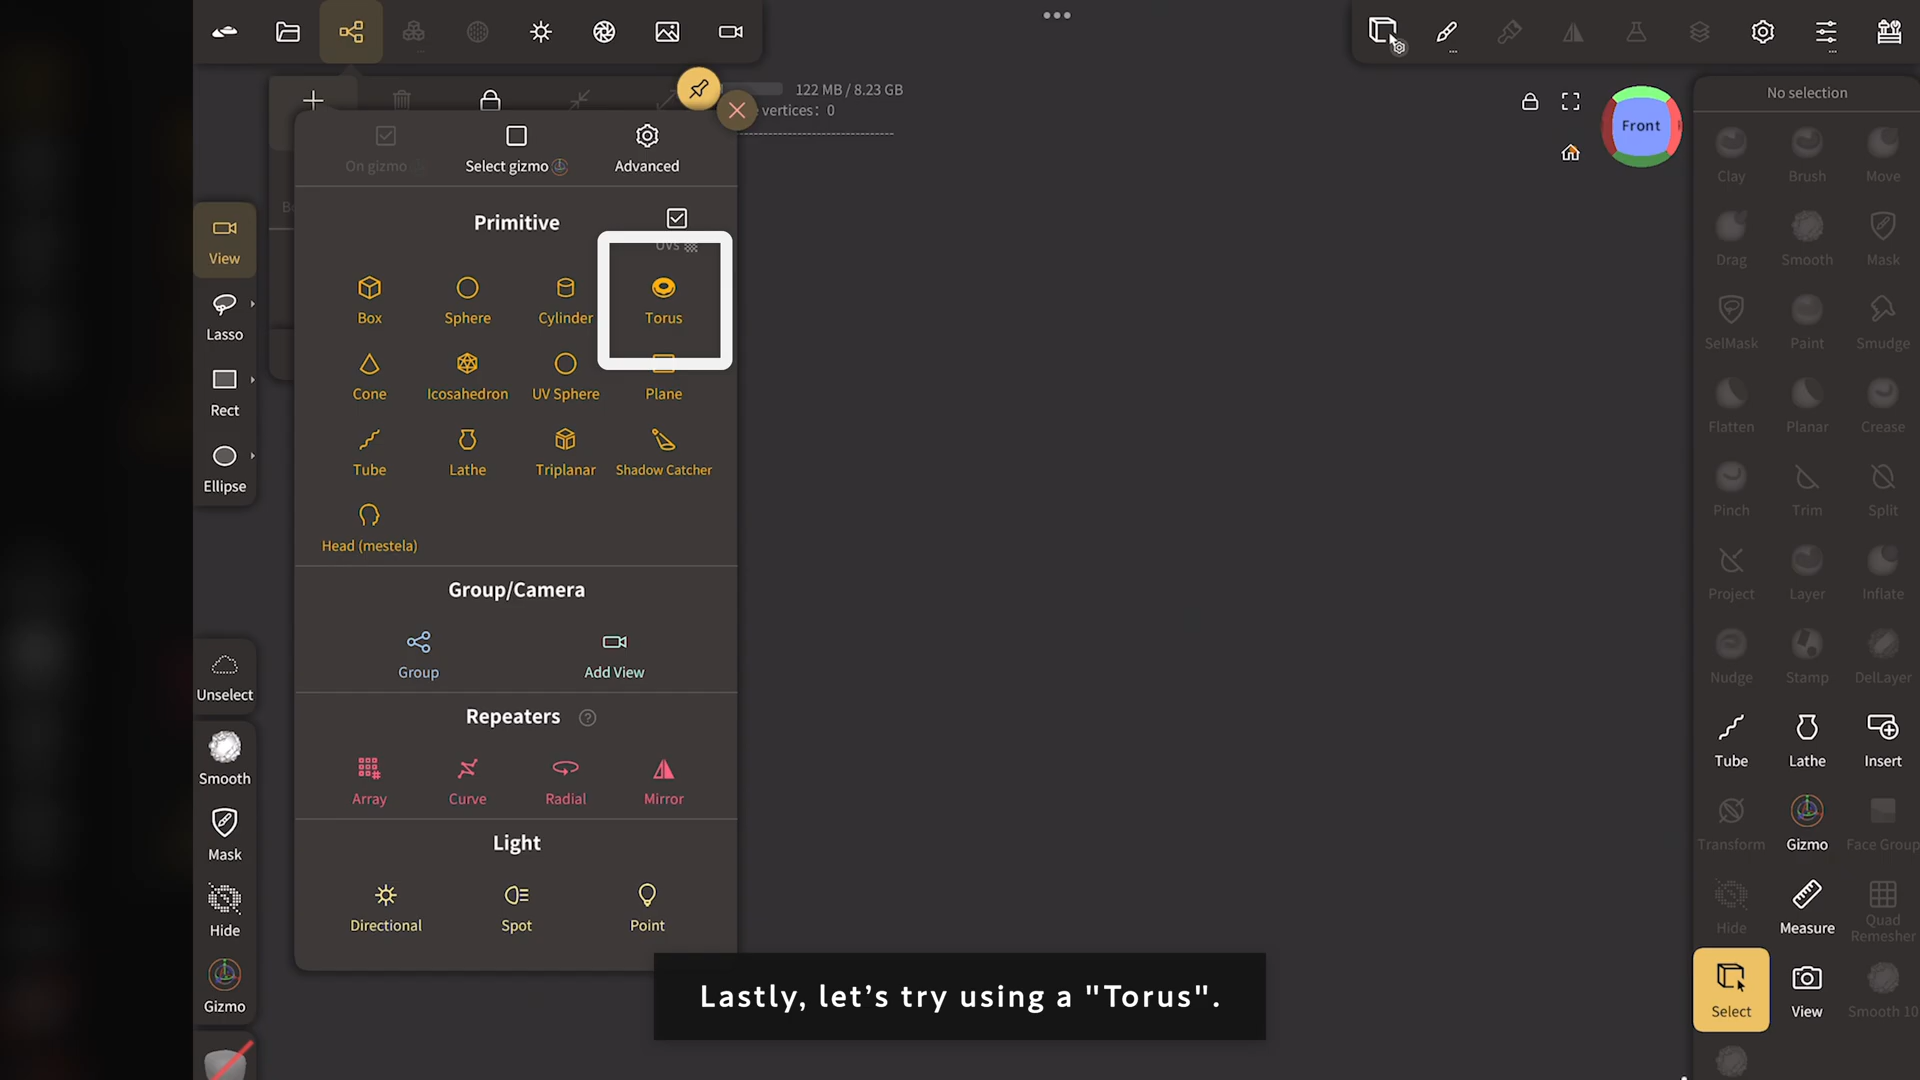 122 MB / 8.23 GB
vertices: 0
On gizmo
Select gizmo
Advanced
Primitive
UVs
Box
Sphere
Cylinder
Torus
Cone
Icosahedron
UV Sphere
Plane
Tube
Lathe
Triplanar
Shadow Catcher
Head (mestela)
Group/Camera
Group
Add View
Repeaters ?
Array
Curve
Radial
Mirror
Light
Directional
Spot
Point
View
Lasso
Rect
Ellipse
Unselect
Smooth
Mask
Hide
Gizmo
Front
No selection
Clay
Brush
Move
Drag
Smooth
Mask
SelMask
Paint
Smudge
Flatten
Planar
Crease
Pinch
Trim
Split
Project
Layer
Inflate
Nudge
Stamp
DelLayer
Tube
Lathe
Insert
Transform
Gizmo
Face Group
Hide
Measure
Quad
Remesher
Select
View
Smooth 10
Lastly, let’s try using a "Torus".